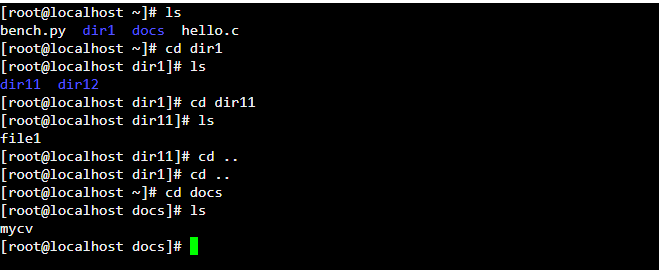 [root@localhost ~]# ls
bench.py  dir1  docs  hello.c
[root@localhost ~]# cd dir1
[root@localhost dir1]# ls
dir11  dir12
[root@localhost dir1]# cd dir11
[root@localhost dir11]# ls
file1
[root@localhost dir11]# cd ..
[root@localhost dir1]# cd ..
[root@localhost ~]# cd docs
[root@localhost docs]# ls
mycv
[root@localhost docs]#